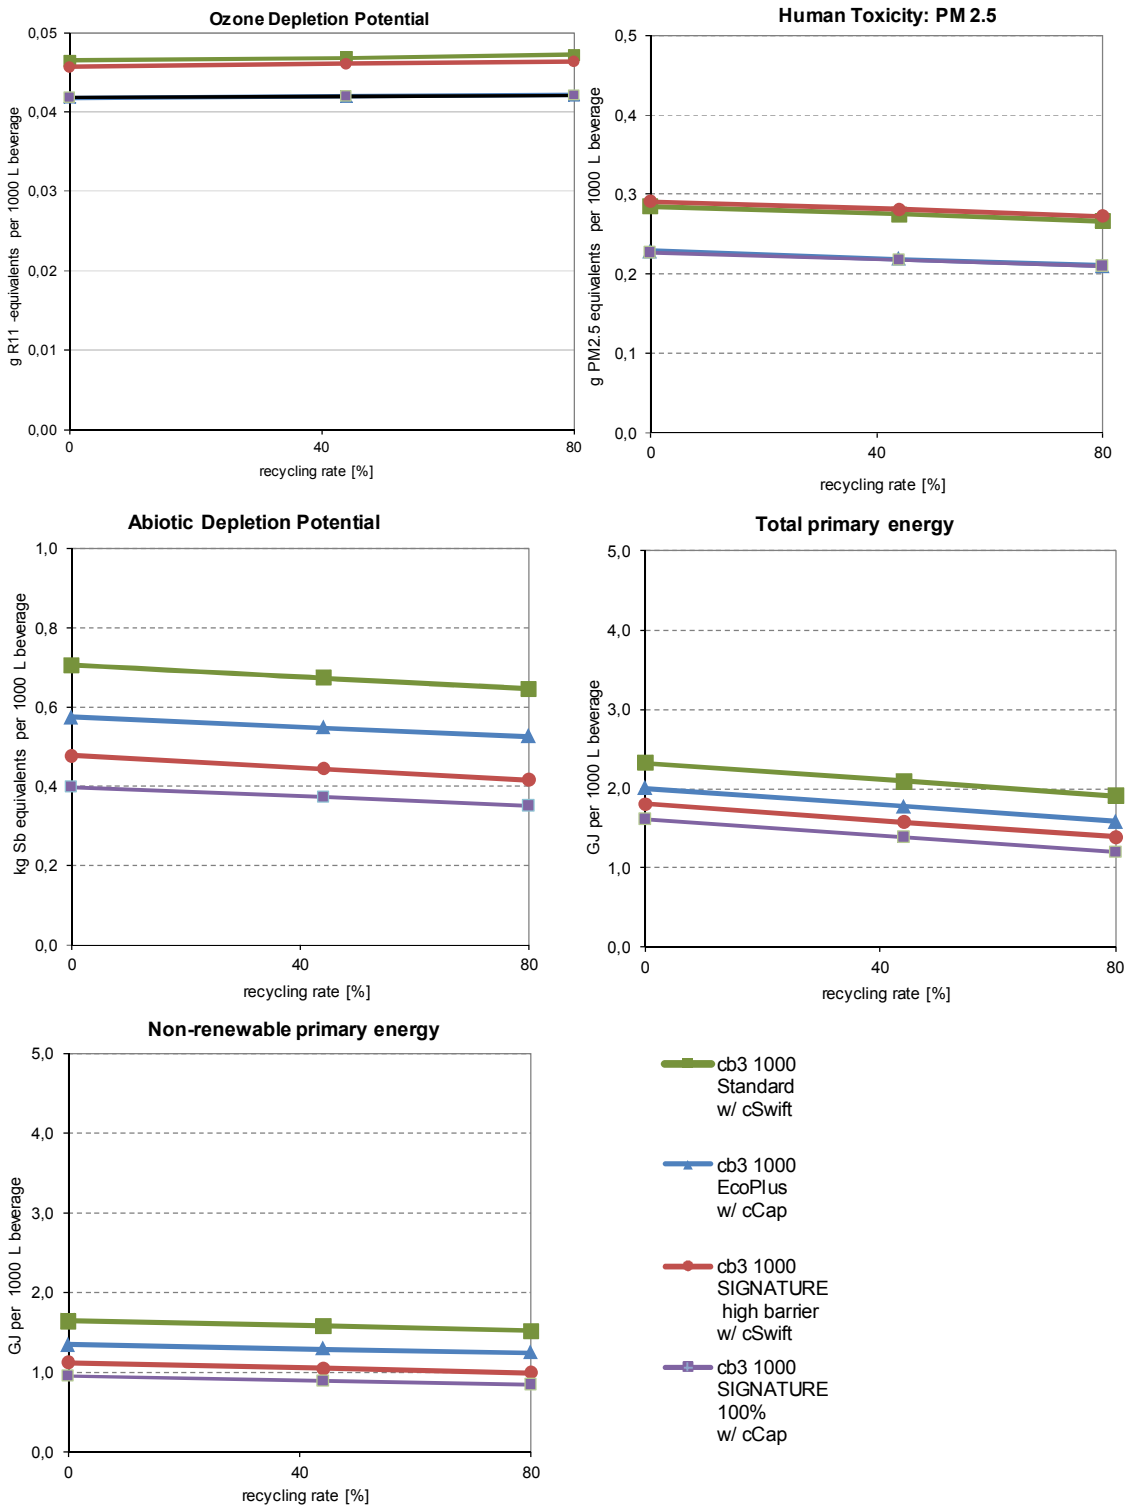 Ozone Depletion Potential
g R11 -equivalents per 1000 L beverage
0,05
0,04
0,03
0,02
0,01
0,00
0
40
80
recycling rate [%]
Human Toxicity: PM 2.5
g PM2.5 equivalents per 1000 L beverage
0,5
0,4
0,3
0,2
0,1
0,0
0
40
80
recycling rate [%]
Abiotic Depletion Potential
kg Sb equivalents per 1000 L beverage
1,0
0,8
0,6
0,4
0,2
0,0
0
40
80
recycling rate [%]
Total primary energy
GJ per 1000 L beverage
5,0
4,0
3,0
2,0
1,0
0,0
0
40
80
recycling rate [%]
Non-renewable primary energy
GJ per 1000 L beverage
5,0
4,0
3,0
2,0
1,0
0,0
0
40
80
recycling rate [%]
cb3 1000
Standard
w/ cSwift
cb3 1000
EcoPlus
w/ cCap
cb3 1000
SIGNATURE
high barrier
w/ cSwift
cb3 1000
SIGNATURE
100%
w/ cCap